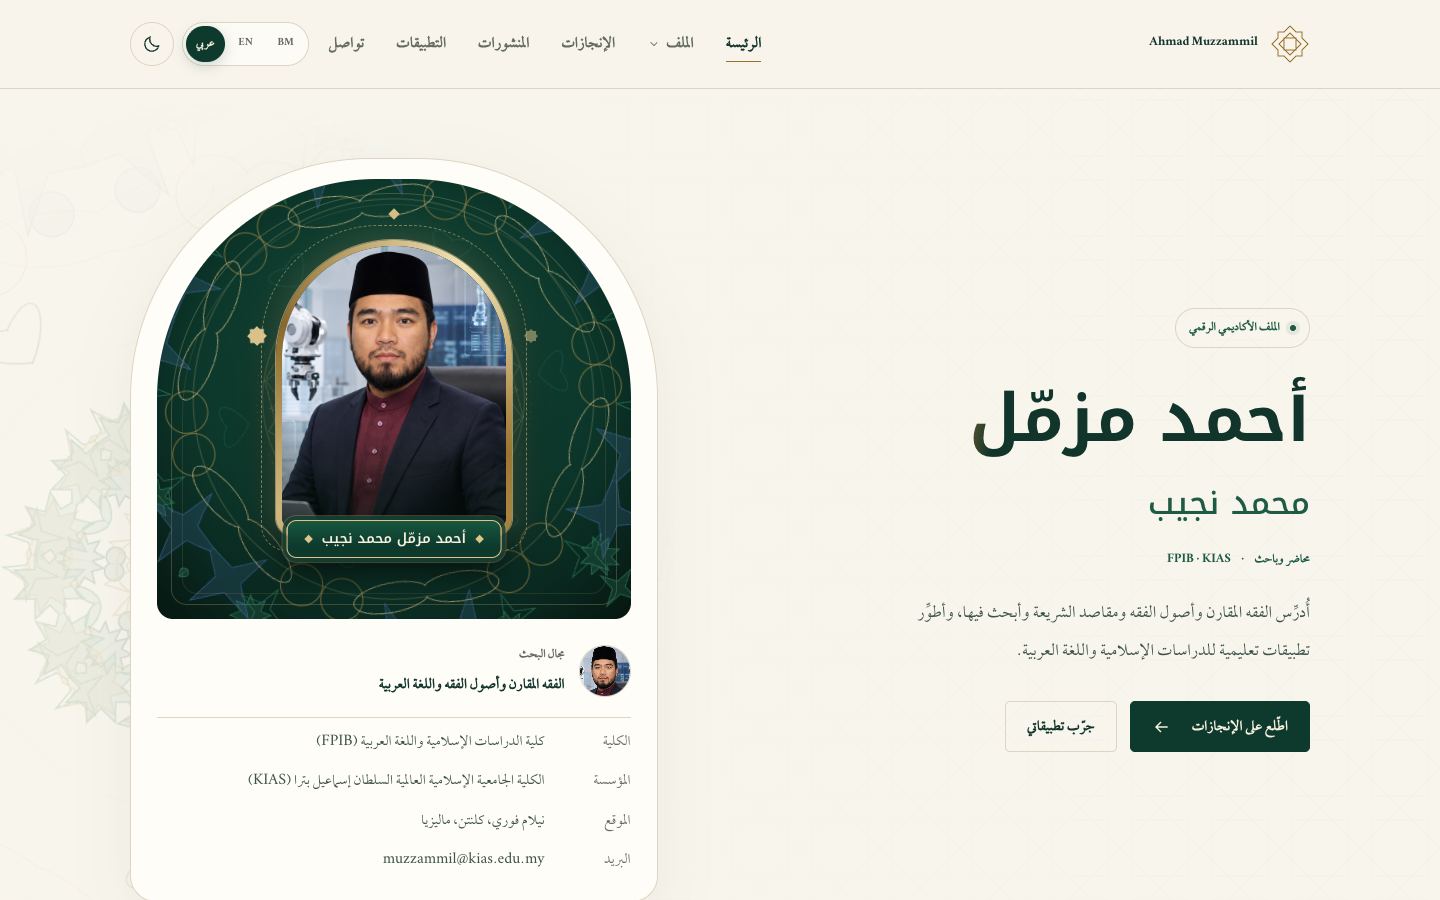 Ahmad Muzzammil
الرئيسة
الملف
الإنجازات
المنشورات
التطبيقات
تواصل
BM
EN
عربي
الملف الأكاديمي الرقمي
أحمد مزمّل
محمد نجيب
محاضر وباحث · FPIB · KIAS
أُدرِّس الفقه المقارن وأصول الفقه ومقاصد الشريعة وأبحث فيها، وأطوِّر
تطبيقات تعليمية للدراسات الإسلامية واللغة العربية.
اطّلع على الإنجازات ←
جرّب تطبيقاتي
أحمد مزمّل محمد نجيب
مجال البحث
الفقه المقارن وأصول الفقه واللغة العربية
الكلية كلية الدراسات الإسلامية واللغة العربية (FPIB)
المؤسسة الكلية الجامعية الإسلامية العالمية السلطان إسماعيل بترا (KIAS)
الموقع نيلام فوري، كلنتن، ماليزيا
البريد muzzammil@kias.edu.my